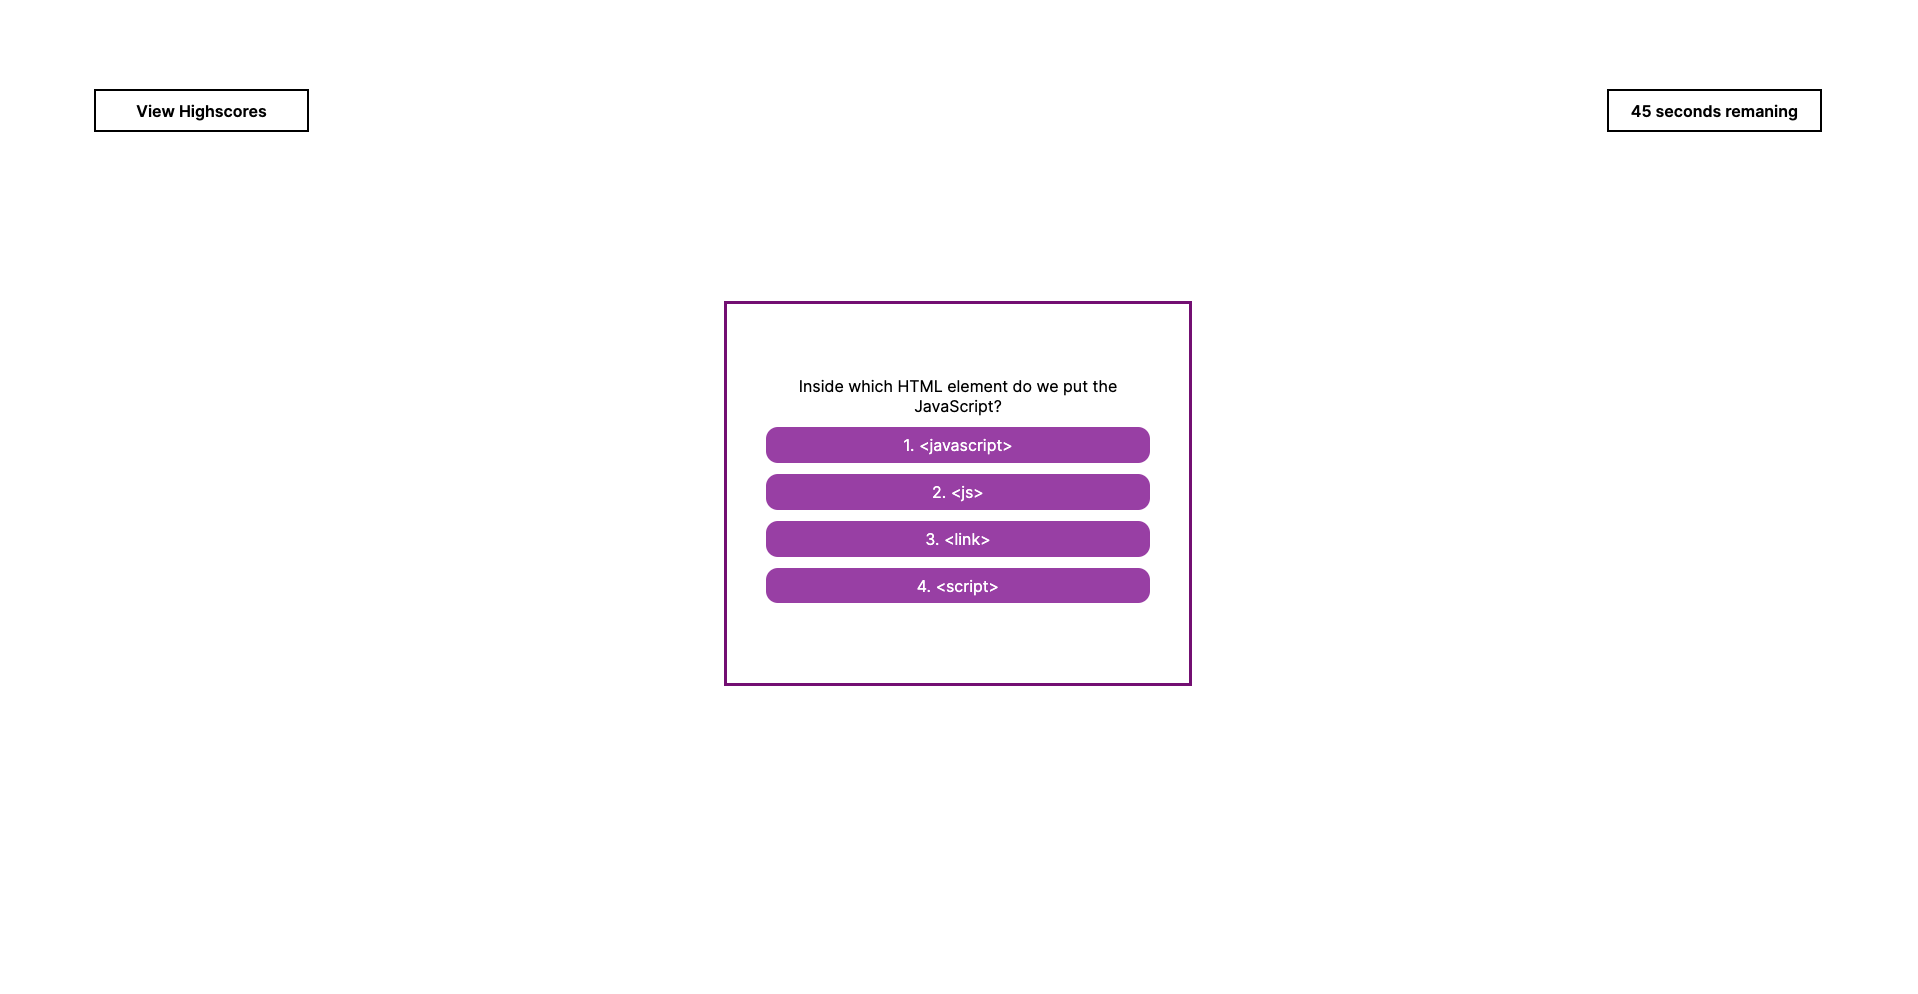 View Highscores
45 seconds remaning
Inside which HTML element do we put the
JavaScript?
1. <javascript>
2. <js>
3. <link>
4. <script>